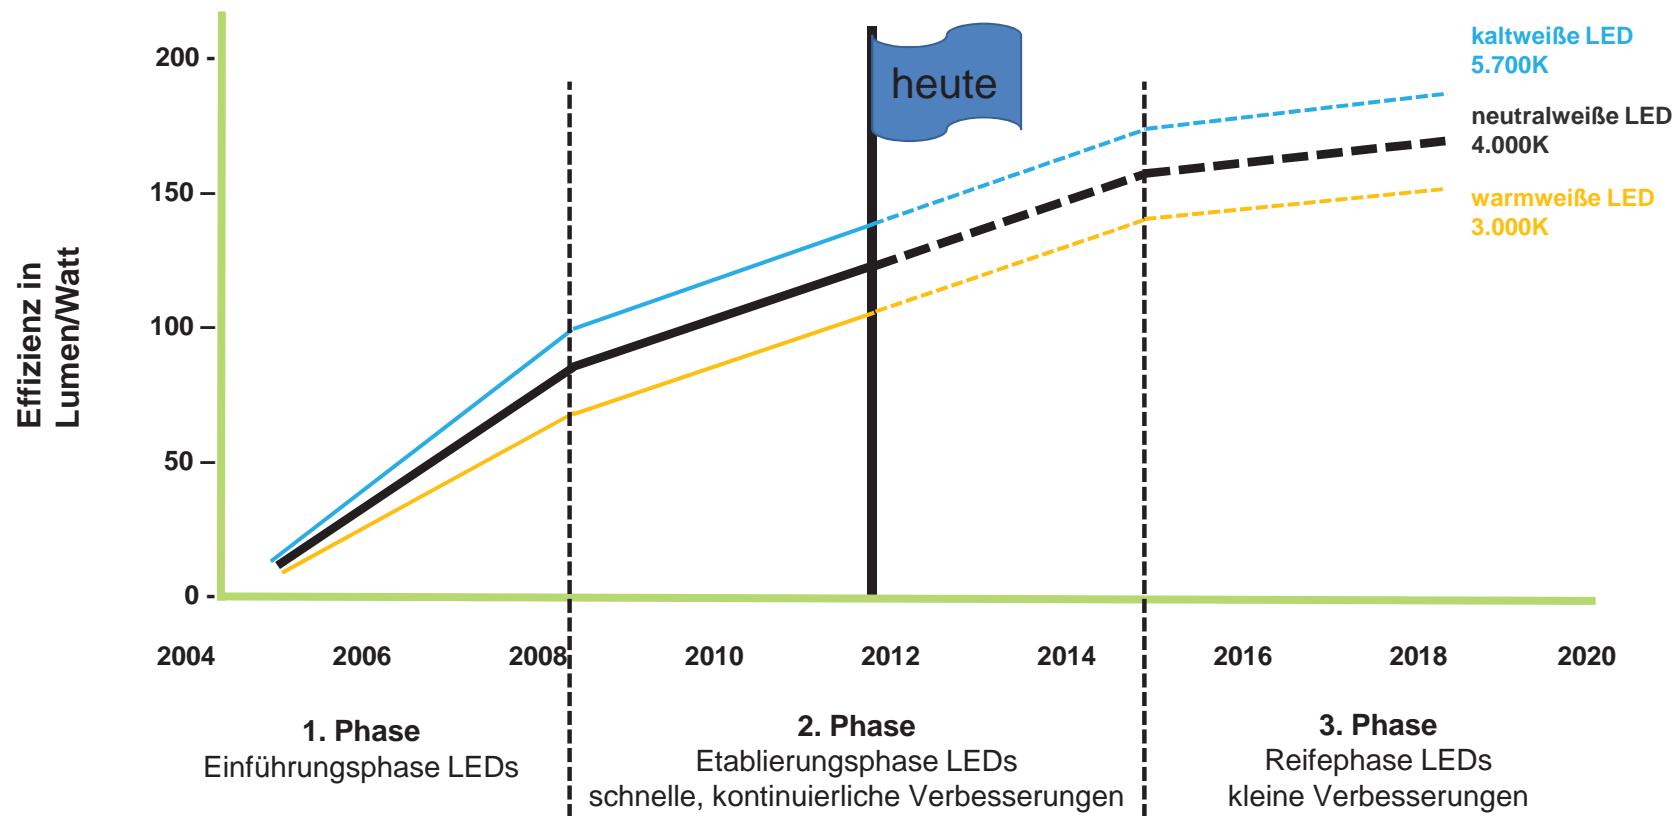 200 -
150 –
100 –
50 –
0 -
Effizienz in
Lumen/Watt
heute
kaltweiße LED
5.700K
neutralweiße LED
4.000K
warmweiße LED
3.000K
2004 2006 2008 2010 2012 2014 2016 2018 2020
1. Phase
Einführungsphase LEDs
2. Phase
Etablierungsphase LEDs
schnelle, kontinuierliche Verbesserungen
3. Phase
Reifephase LEDs
kleine Verbesserungen